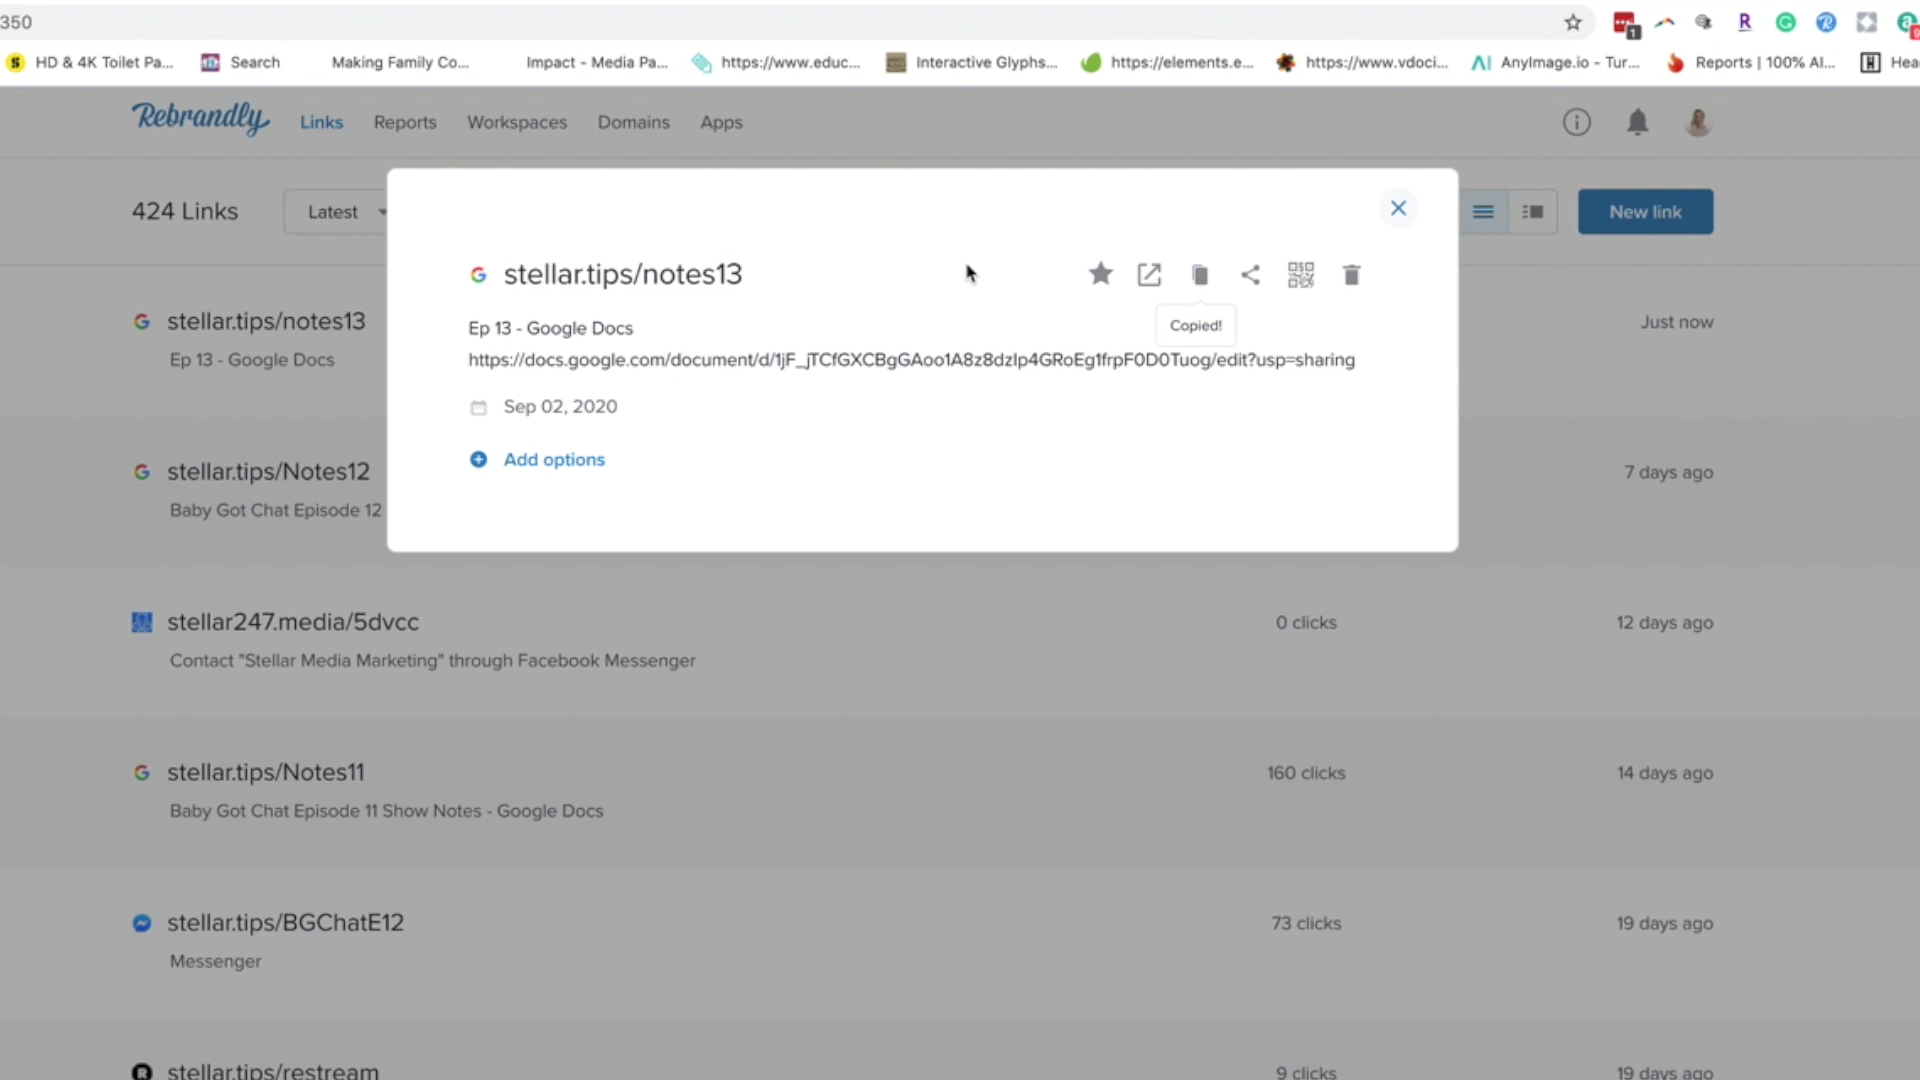 350
1
HD & 4K Toilet Pa...
Search
Making Family Co...
Impact - Media Pa...
https://www.educ...
Interactive Glyphs...
https://elements.e...
https://www.vdoci...
AnyImage.io - Tur...
Reports | 100% Al...
Hea
Rebrandly
Links
Reports
Workspaces
Domains
Apps
424 Links
Latest
New link
stellar.tips/notes13
Copied!
Ep 13 - Google Docs
https://docs.google.com/document/d/1jF_jTCfGXCBgGAoo1A8z8dzIp4GRoEg1frpF0D0Tuog/edit?usp=sharing
Sep 02, 2020
Add options
stellar.tips/notes13
Just now
Ep 13 - Google Docs
stellar.tips/Notes12
7 days ago
Baby Got Chat Episode 12
stellar247.media/5dvcc
0 clicks
12 days ago
Contact "Stellar Media Marketing" through Facebook Messenger
stellar.tips/Notes11
160 clicks
14 days ago
Baby Got Chat Episode 11 Show Notes - Google Docs
stellar.tips/BGChatE12
73 clicks
19 days ago
Messenger
stellar.tips/restream
9 clicks
19 days ago